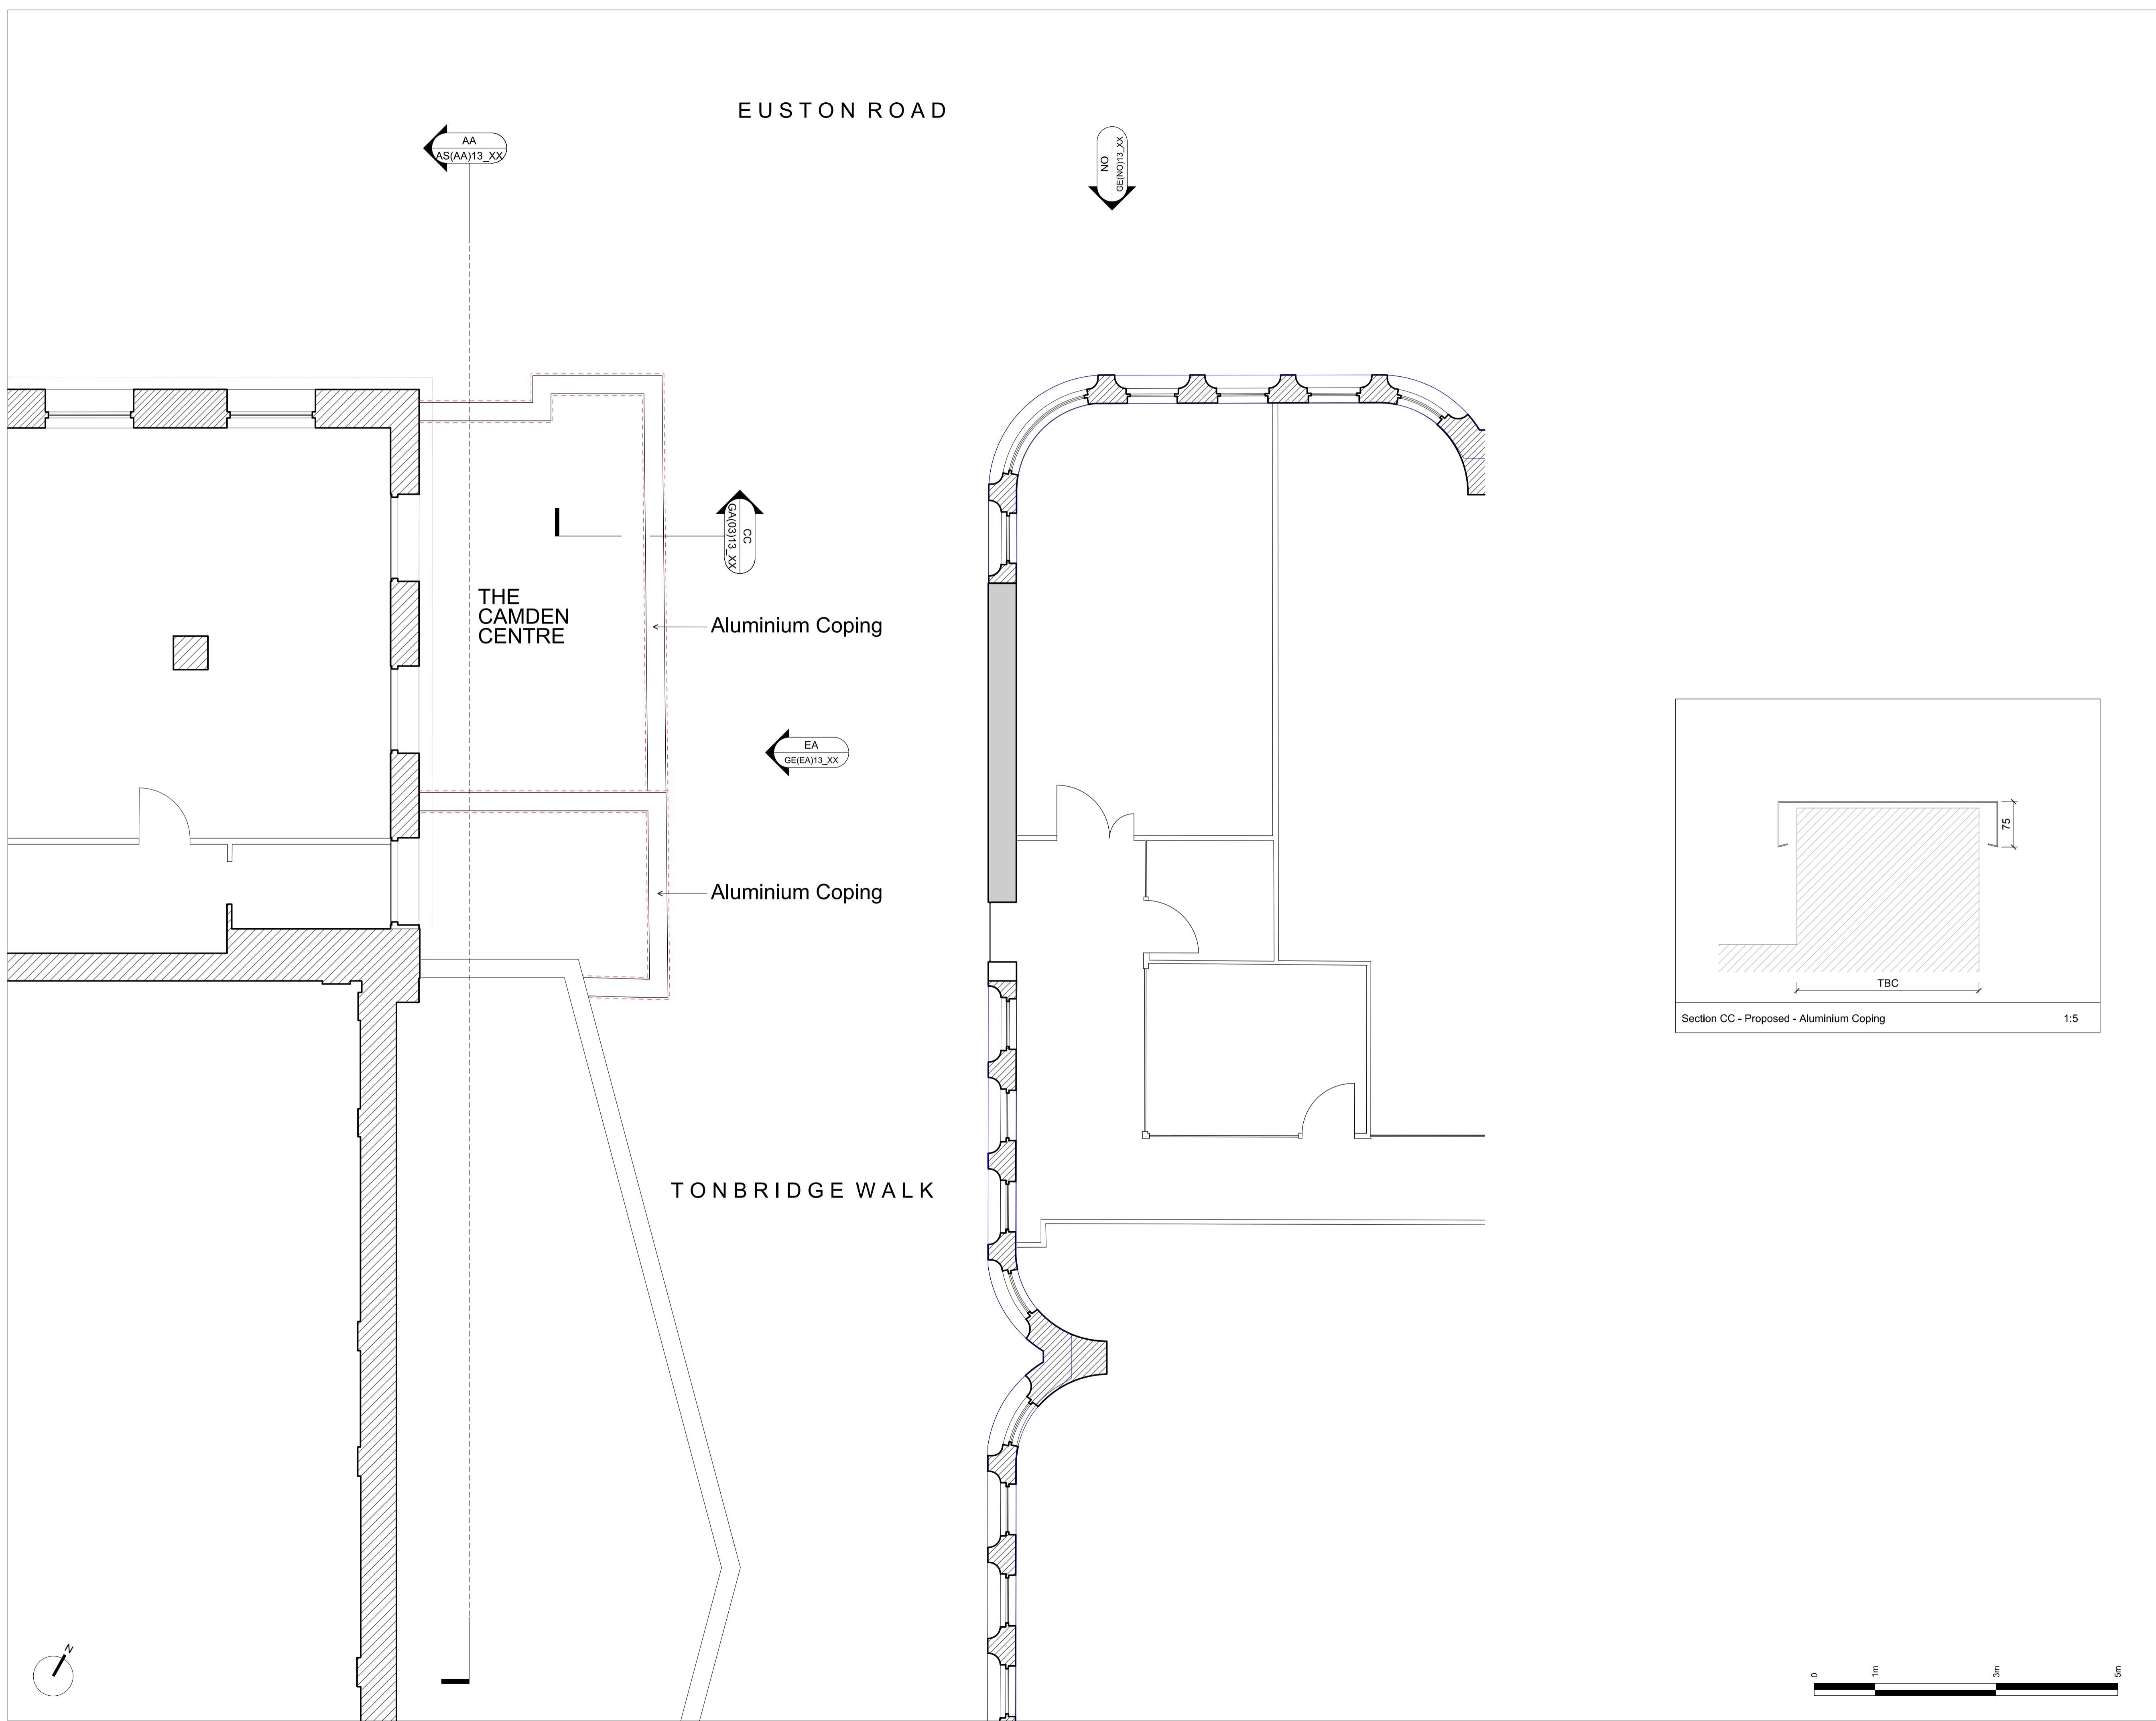 EUSTON ROAD
AA
AS(AA)13_XX
NO
GE(NO)13_XX
CC
GA(03)13_XX
THE
CAMDEN
CENTRE
Aluminium Coping
EA
GE(EA)13_XX
Aluminium Coping
75
TBC
Section CC - Proposed - Aluminium Coping 1:5
TONBRIDGE WALK
N
0 1m 3m 5m